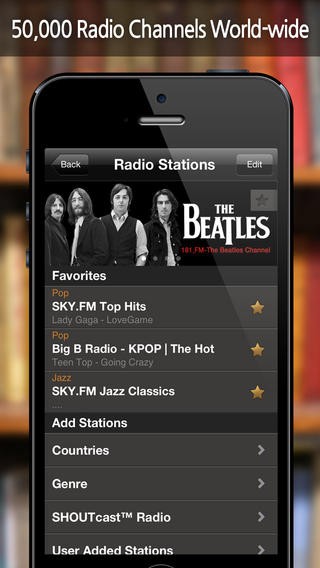 50,000 Radio Channels World-wide
Back
Radio Stations
Edit
THE
BEATLES
181.FM-The Beatles Channel
Favorites
Pop
SKY.FM Top Hits
Lady Gaga - LoveGame
Pop
Big B Radio - KPOP | The Hot
Teen Top - Going Crazy
Jazz
SKY.FM Jazz Classics
....
Add Stations
Countries
Genre
SHOUTcast™ Radio
User Added Stations